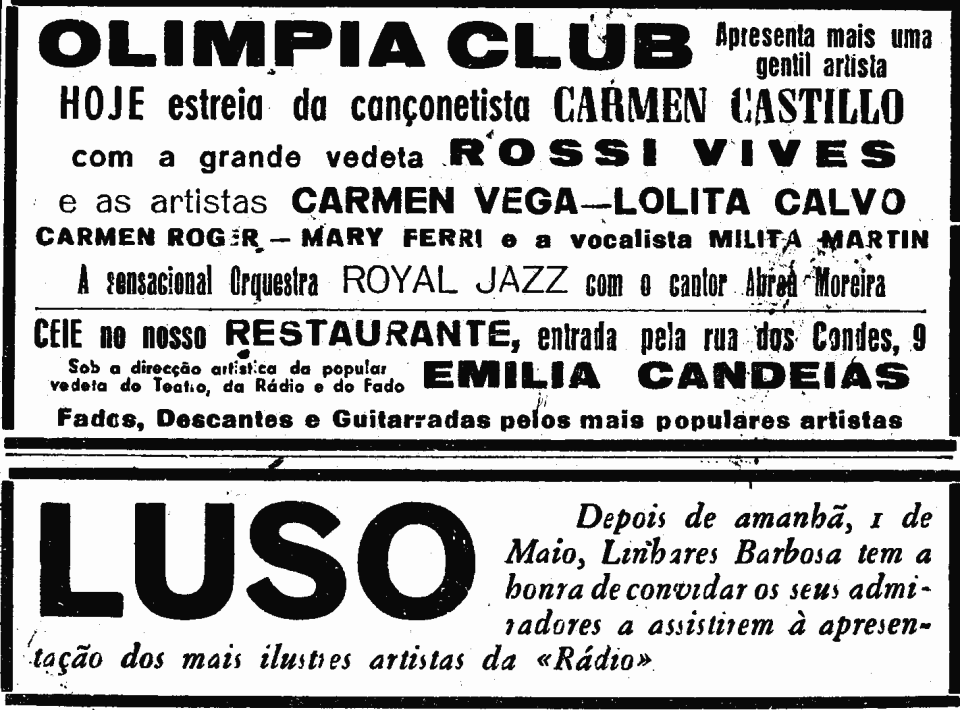 OLIMPIA CLUB
Apresenta mais uma
gentil artista
HOJE estreia da cançonetista CARMEN CASTILLO
com a grande vedeta ROSSI VIVES
e as artistas CARMEN VEGA—LOLITA CALVO
CARMEN ROGER — MARY FERRI e a vocalista MILITA MARTIN
A sensacional Orquestra ROYAL JAZZ com o cantor Abreu Moreira
CEIE no nosso RESTAURANTE, entrada pela rua dos Condes, 9
Sob a direcção artística da popular
vedeta do Teatro, da Rádio e do Fado
EMILIA CANDEIAS
Fados, Descantes e Guitarradas pelos mais populares artistas
LUSO
Depois de amanhã, 1 de
Maio, Linhares Barbosa tem a
honra de convidar os seus admi-
radores a assistirem à apresen-
tação dos mais ilustres artistas da «Rádio»